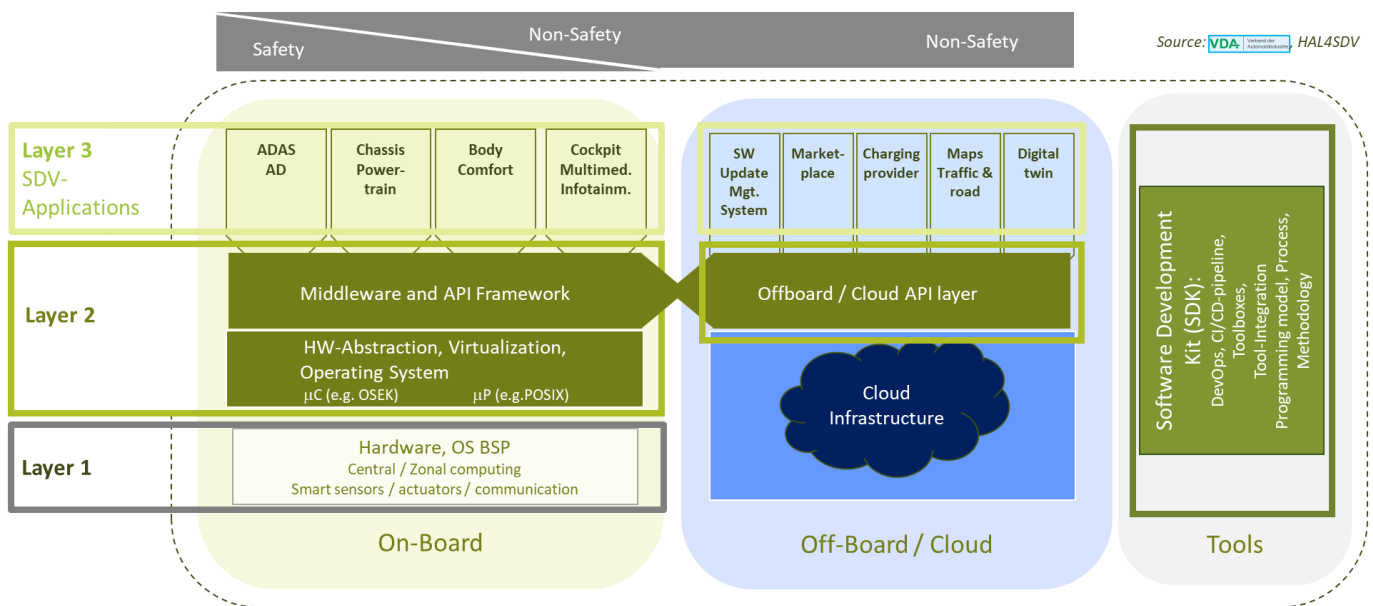 Safety
Non-Safety
Non-Safety
Source: VDA Verband der
Automobilindustrie, HAL4SDV
Layer 3
SDV-
Applications
ADAS
AD
Chassis
Power-
train
Body
Comfort
Cockpit
Multimed.
Infotainm.
SW
Update
Mgt.
System
Market-
place
Charging
provider
Maps
Traffic &
road
Digital
twin
Layer 2
Middleware and API Framework
Offboard / Cloud API layer
HW-Abstraction, Virtualization,
Operating System
µC (e.g. OSEK)
µP (e.g.POSIX)
Cloud
Infrastructure
Layer 1
Hardware, OS BSP
Central / Zonal computing
Smart sensors / actuators / communication
Software Development
Kit (SDK):
DevOps, CI/CD-pipeline,
Toolboxes,
Tool-Integration
Programming model, Process,
Methodology
On-Board
Off-Board / Cloud
Tools